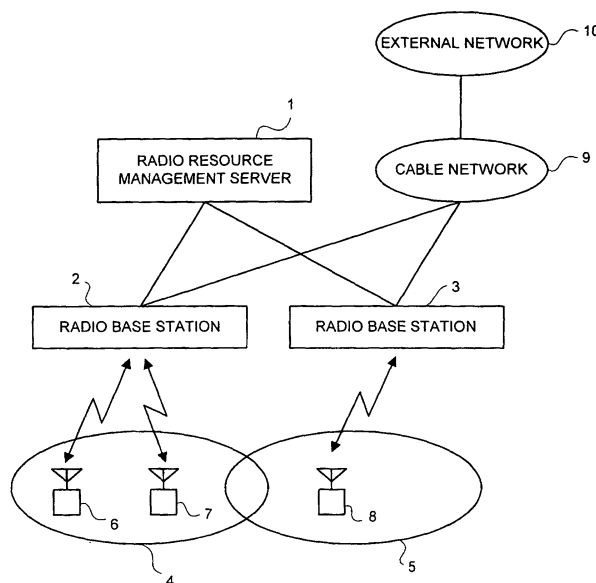 EXTERNAL NETWORK
10
1
RADIO RESOURCE
MANAGEMENT SERVER
CABLE NETWORK
9
2
RADIO BASE STATION
3
RADIO BASE STATION
6
7
8
4
5